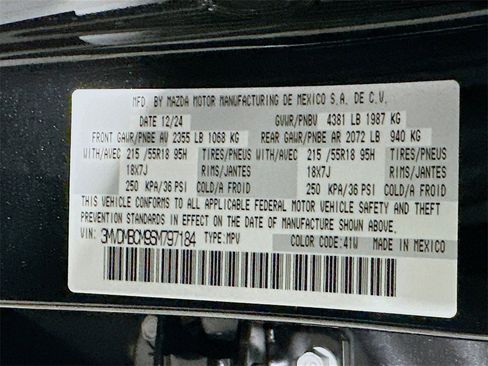 MFD. BY MAZDA MOTOR MANUFACTURING DE MEXICO S.A. DE C.V.
DATE 12/24 GVWR/PNBV 4381 LB 1987 KG
FRONT GAWR/PNBE AV 2355 LB 1068 KG REAR GAWR/PNBE AR 2072 LB 940 KG
WITH/AVEC 215 /55R18 95H TIRES/PNEUS WITH/AVEC 215 /55R18 95H TIRES/PNEUS
18X7J RIMS/JANTES 18X7J RIMS/JANTES
250 KPA/36 PSI COLD/A FROID 250 KPA/36 PSI COLD/A FROID
THIS VEHICLE CONFORMS TO ALL APPLICABLE FEDERAL MOTOR VEHICLE SAFETY AND THEFT
PREVENTION STANDARDS IN EFFECT ON THE DATE OF MANUFACTURE SHOWN ABOVE.
VIN: 3MVDMBCM9SM797184 TYPE:MPV COLOR CODE:41W MADE IN MEXICO